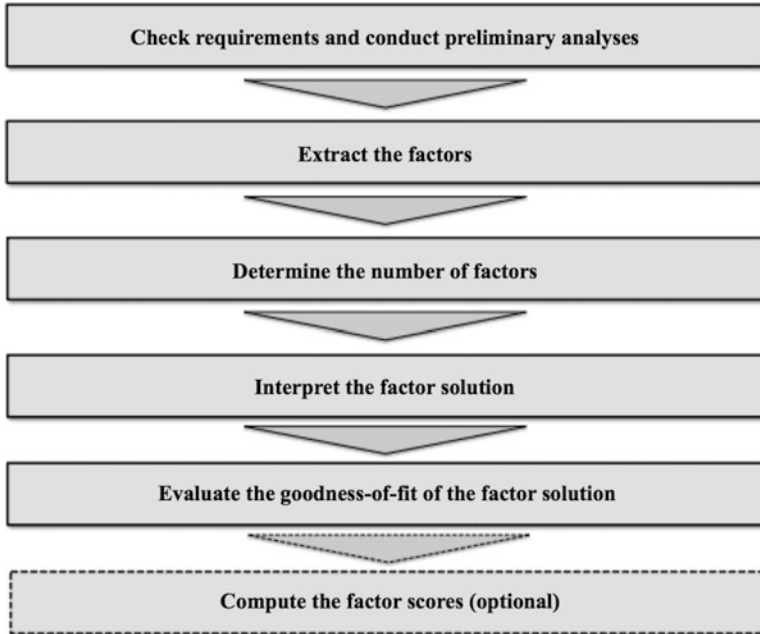 Check requirements and conduct preliminary analyses
Extract the factors
Determine the number of factors
Interpret the factor solution
Evaluate the goodness-of-fit of the factor solution
Compute the factor scores (optional)